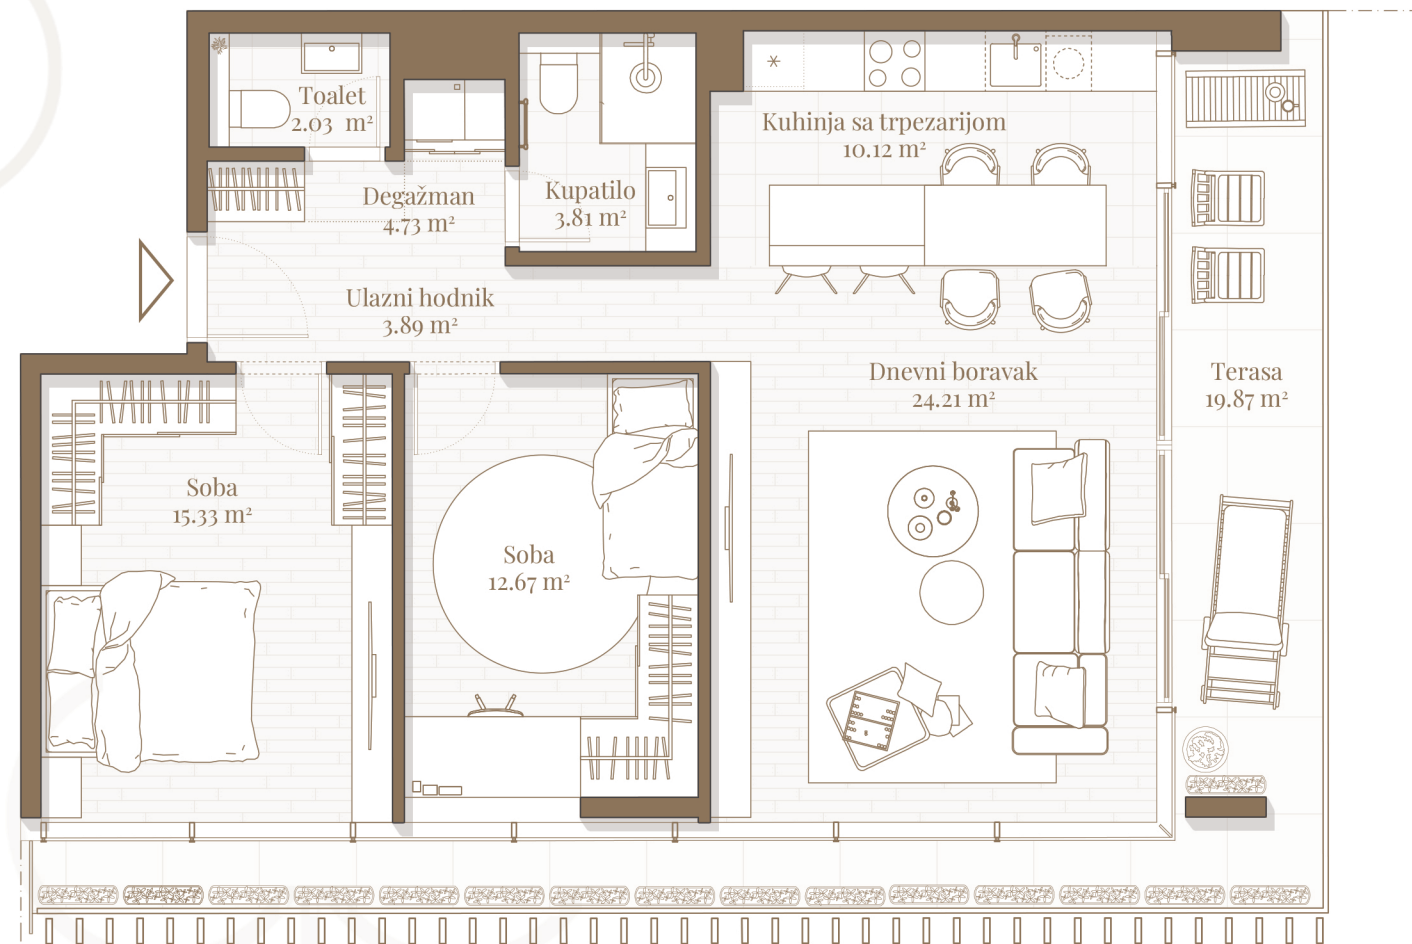 Toalet
2.03 m²
Kuhinja sa trpezarijom
10.12 m²
Degažman
4.73 m²
Kupatilo
3.81 m²
Ulazni hodnik
3.89 m²
Dnevni boravak
24.21 m²
Terasa
19.87 m²
Soba
15.33 m²
Soba
12.67 m²